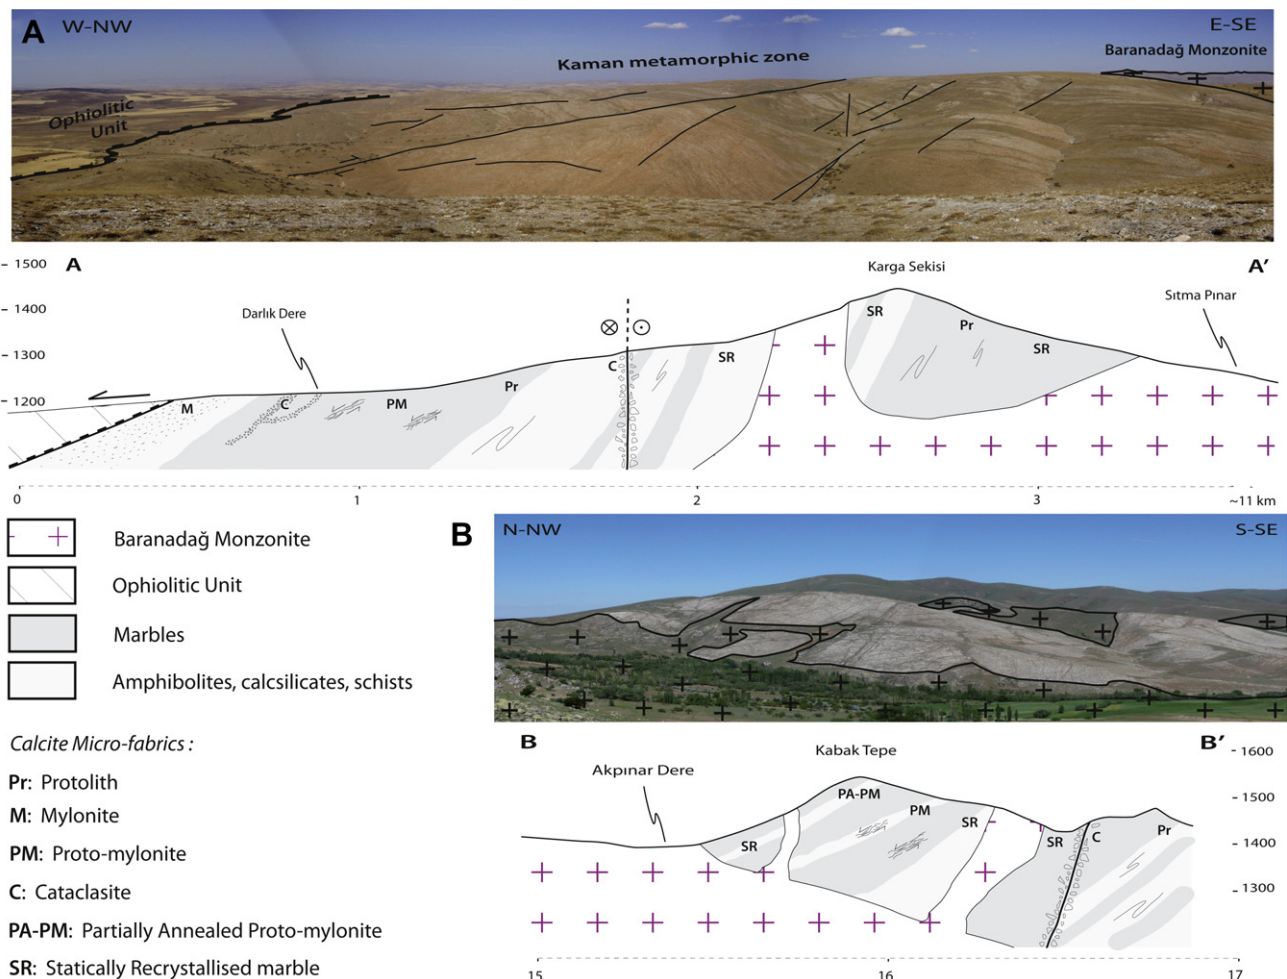 A W-NW E-SE
Kaman metamorphic zone
Baranadağ Monzonite
Ophiolitic
Unit
1500 A Karga Sekisi A'
1400 Darlık Dere Sıtma Pınar
1300
1200
SR Pr SR
C SR
M C PM Pr
0 1 2 3 ~11 km
Baranadağ Monzonite
Ophiolitic Unit
Marbles
Amphibolites, calcsilicates, schists
Calcite Micro-fabrics :
Pr: Protolith
M: Mylonite
PM: Proto-mylonite
C: Cataclasite
PA-PM: Partially Annealed Proto-mylonite
SR: Statically Recrystallised marble
B N-NW S-SE
B Kabak Tepe B'
Akpınar Dere
1600
1500
1400
1300
PA-PM
PM SR
SR SR C Pr
15 16 17